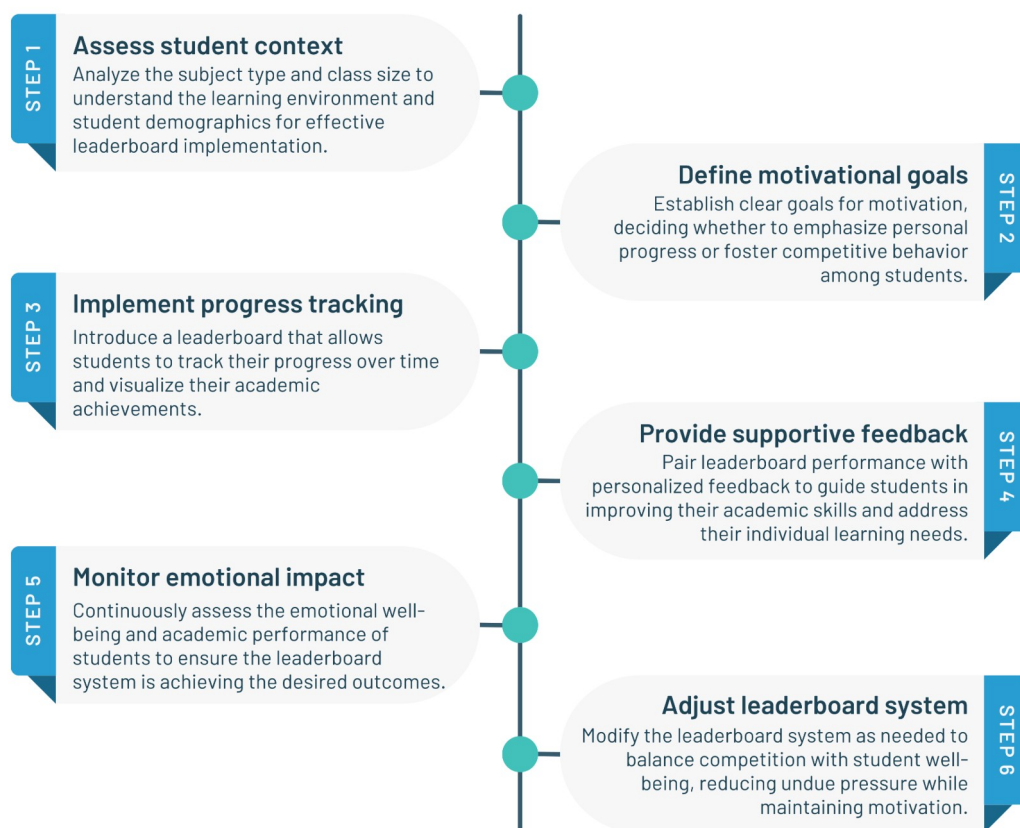 STEP 1
Assess student context
Analyze the subject type and class size to
understand the learning environment and
student demographics for effective
leaderboard implementation.
STEP 2
Define motivational goals
Establish clear goals for motivation,
deciding whether to emphasize personal
progress or foster competitive behavior
among students.
STEP 3
Implement progress tracking
Introduce a leaderboard that allows
students to track their progress over time
and visualize their academic
achievements.
STEP 4
Provide supportive feedback
Pair leaderboard performance with
personalized feedback to guide students in
improving their academic skills and address
their individual learning needs.
STEP 5
Monitor emotional impact
Continuously assess the emotional well-
being and academic performance of
students to ensure the leaderboard
system is achieving the desired outcomes.
STEP 6
Adjust leaderboard system
Modify the leaderboard system as needed to
balance competition with student well-
being, reducing undue pressure while
maintaining motivation.